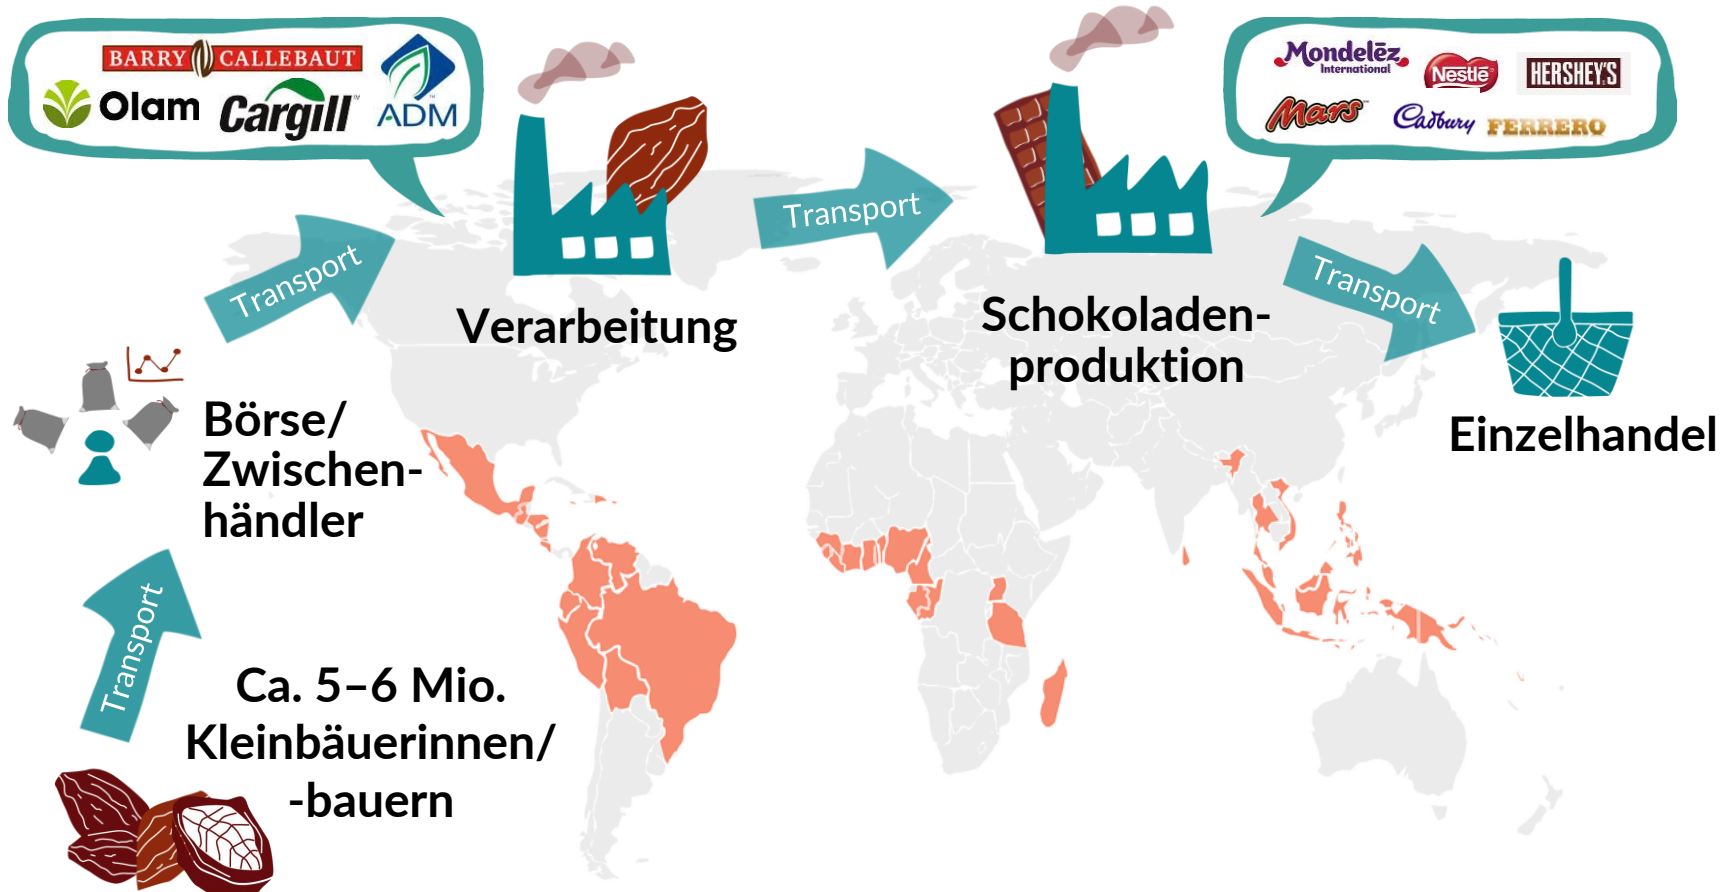 BARRY CALLEBAUT
Olam
Cargill™
ADM
Mondelēz
International
Nestlé
HERSHEY'S
Mars
Cadbury
FERRERO
Transport
Transport
Transport
Verarbeitung
Schokoladen-
produktion
Einzelhandel
Börse/
Zwischen-
händler
Transport
Ca. 5–6 Mio.
Kleinbäuerinnen/
-bauern